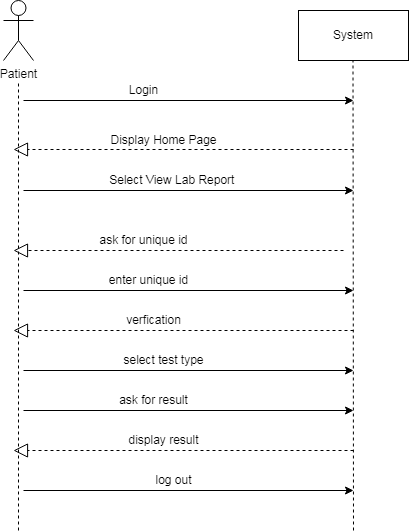 System
Patient
Login
Display Home Page
Select View Lab Report
ask for unique id
enter unique id
verfication
select test type
ask for result
display result
log out